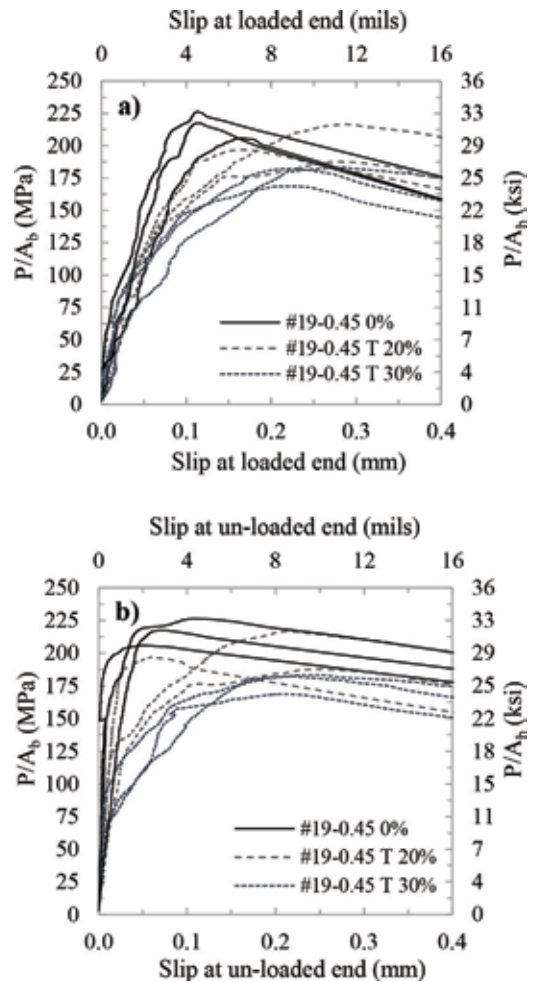 Slip at loaded end (mils)
0 4 8 12 16
a)
250 225 200 175 150 125 100 75 50 25 0
P/Ab (MPa)
36 33 29 25 22 18 15 11 7 4 0
P/Ab (ksi)
#19-0.45 0%
#19-0.45 T 20%
#19-0.45 T 30%
0.0 0.1 0.2 0.3 0.4
Slip at loaded end (mm)
Slip at un-loaded end (mils)
0 4 8 12 16
b)
250 225 200 175 150 125 100 75 50 25 0
P/Ab (MPa)
36 33 29 25 22 18 15 11 7 4 0
P/Ab (ksi)
#19-0.45 0%
#19-0.45 T 20%
#19-0.45 T 30%
0.0 0.1 0.2 0.3 0.4
Slip at un-loaded end (mm)